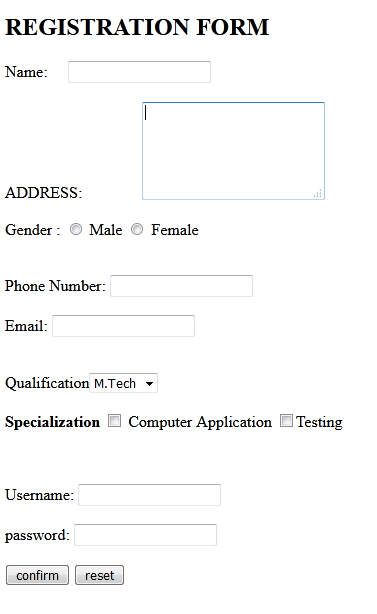 REGISTRATION FORM
Name:
ADDRESS:
Gender : Male Female
Phone Number:
Email:
Qualification M.Tech
Specialization Computer Application Testing
Username:
password:
confirm reset